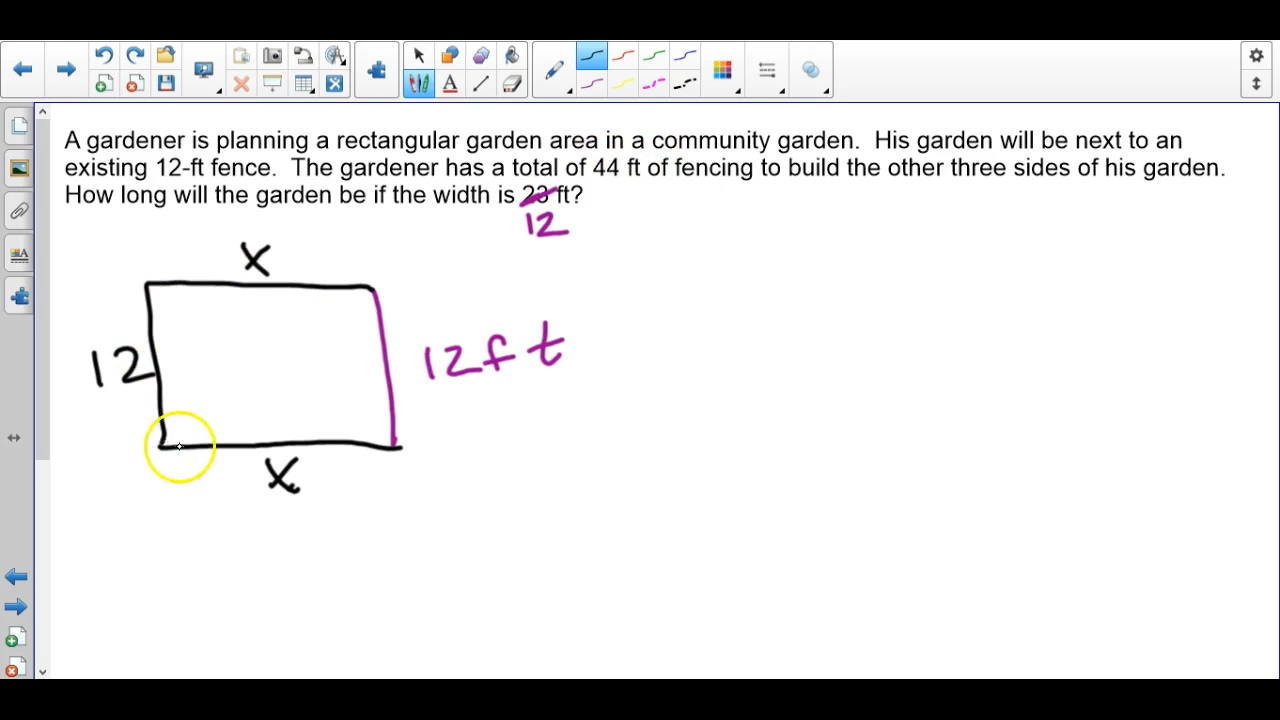 A gardener is planning a rectangular garden area in a community garden.  His garden will be next to an
existing 12-ft fence.  The gardener has a total of 44 ft of fencing to build the other three sides of his garden.
How long will the garden be if the width is 23 ft?
12
x
12
12ft
x